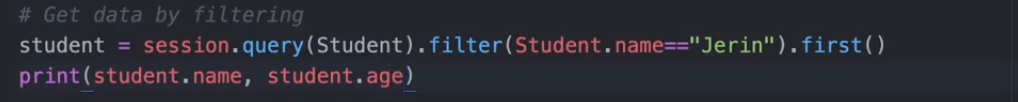 # Get data by filtering
student = session.query(Student).filter(Student.name=="Jerin").first()
print(student.name, student.age)